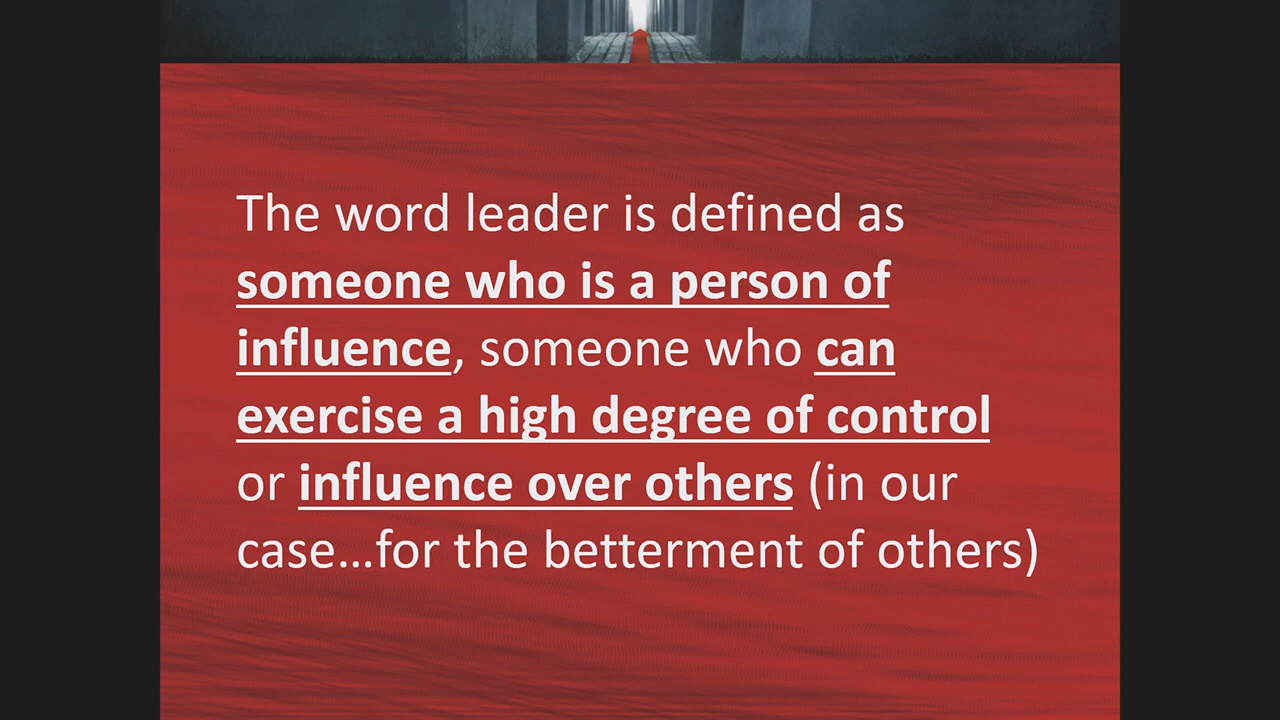 The word leader is defined as
someone who is a person of
influence, someone who can
exercise a high degree of control
or influence over others (in our
case…for the betterment of others)